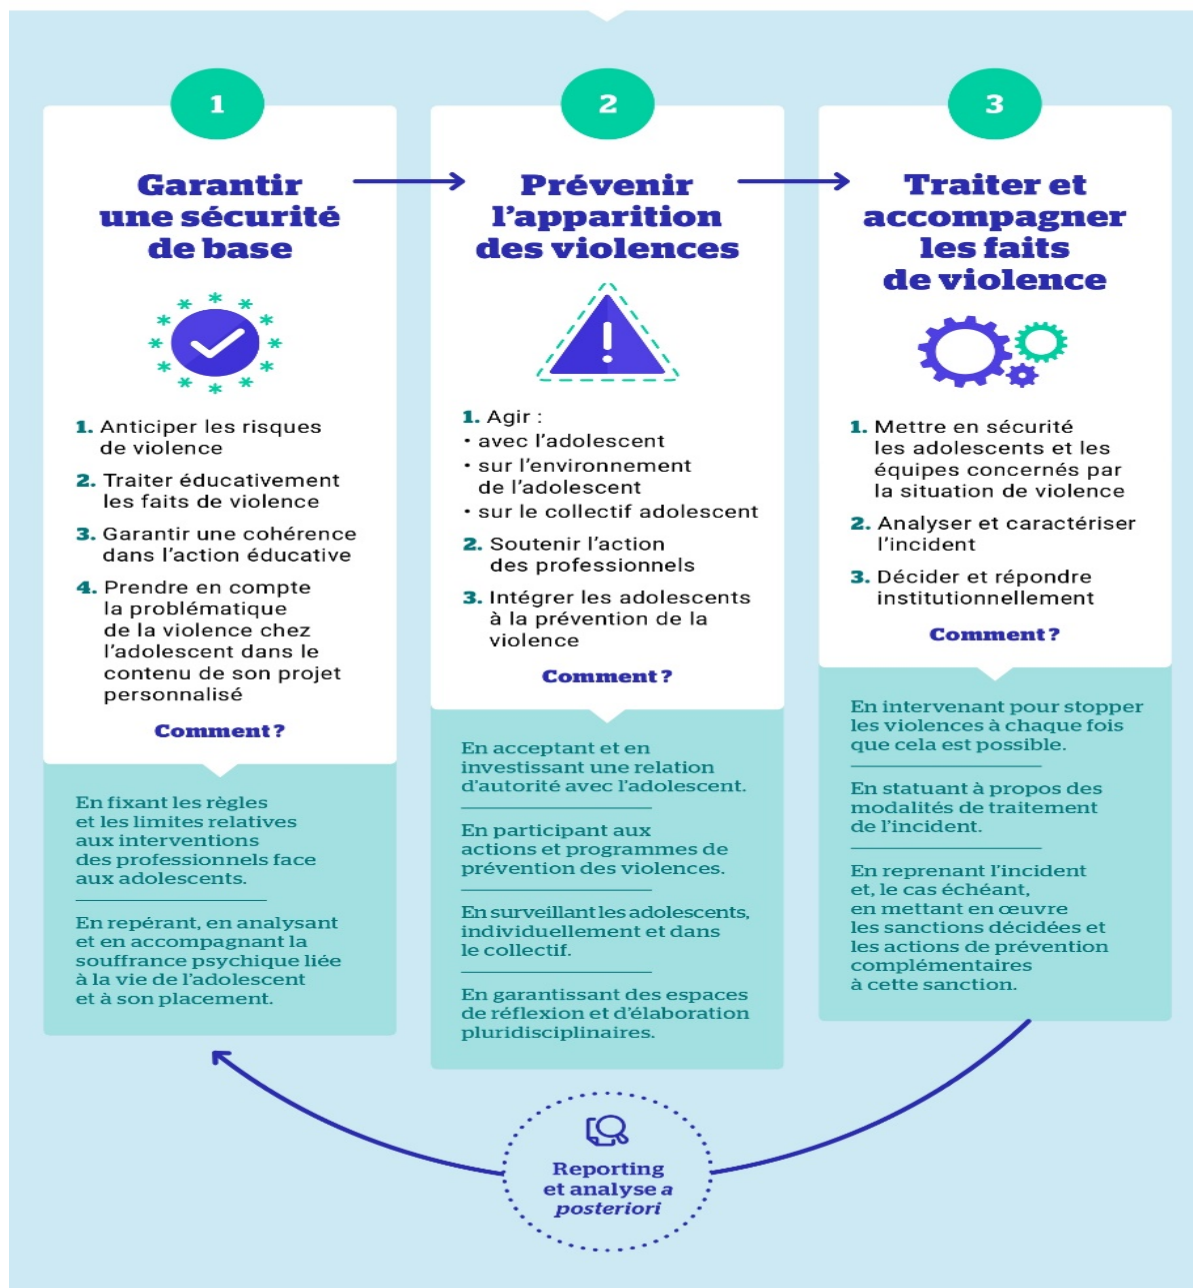 1
Garantir
une sécurité
de base
1. Anticiper les risques
de violence
2. Traiter éducativement
les faits de violence
3. Garantir une cohérence
dans l'action éducative
4. Prendre en compte
la problématique
de la violence chez
l'adolescent dans le
contenu de son projet
personnalisé
Comment ?
En fixant les règles
et les limites relatives
aux interventions
des professionnels face
aux adolescents.
En repérant, en analysant
et en accompagnant la
souffrance psychique liée
à la vie de l'adolescent
et à son placement.
2
Prévenir
l'apparition
des violences
1. Agir :
• avec l'adolescent
• sur l'environnement
de l'adolescent
• sur le collectif adolescent
2. Soutenir l'action
des professionnels
3. Intégrer les adolescents
à la prévention de la
violence
Comment ?
En acceptant et en
investissant une relation
d'autorité avec l'adolescent.
En participant aux
actions et programmes de
prévention des violences.
En surveillant les adolescents,
individuellement et dans
le collectif.
En garantissant des espaces
de réflexion et d'élaboration
pluridisciplinaires.
3
Traiter et
accompagner
les faits
de violence
1. Mettre en sécurité
les adolescents et les
équipes concernés par
la situation de violence
2. Analyser et caractériser
l'incident
3. Décider et répondre
institutionnellement
Comment ?
En intervenant pour stopper
les violences à chaque fois
que cela est possible.
En statuant à propos des
modalités de traitement
de l'incident.
En reprenant l'incident
et, le cas échéant,
en mettant en œuvre
les sanctions décidées et
les actions de prévention
complémentaires
à cette sanction.
Reporting
et analyse a
posteriori